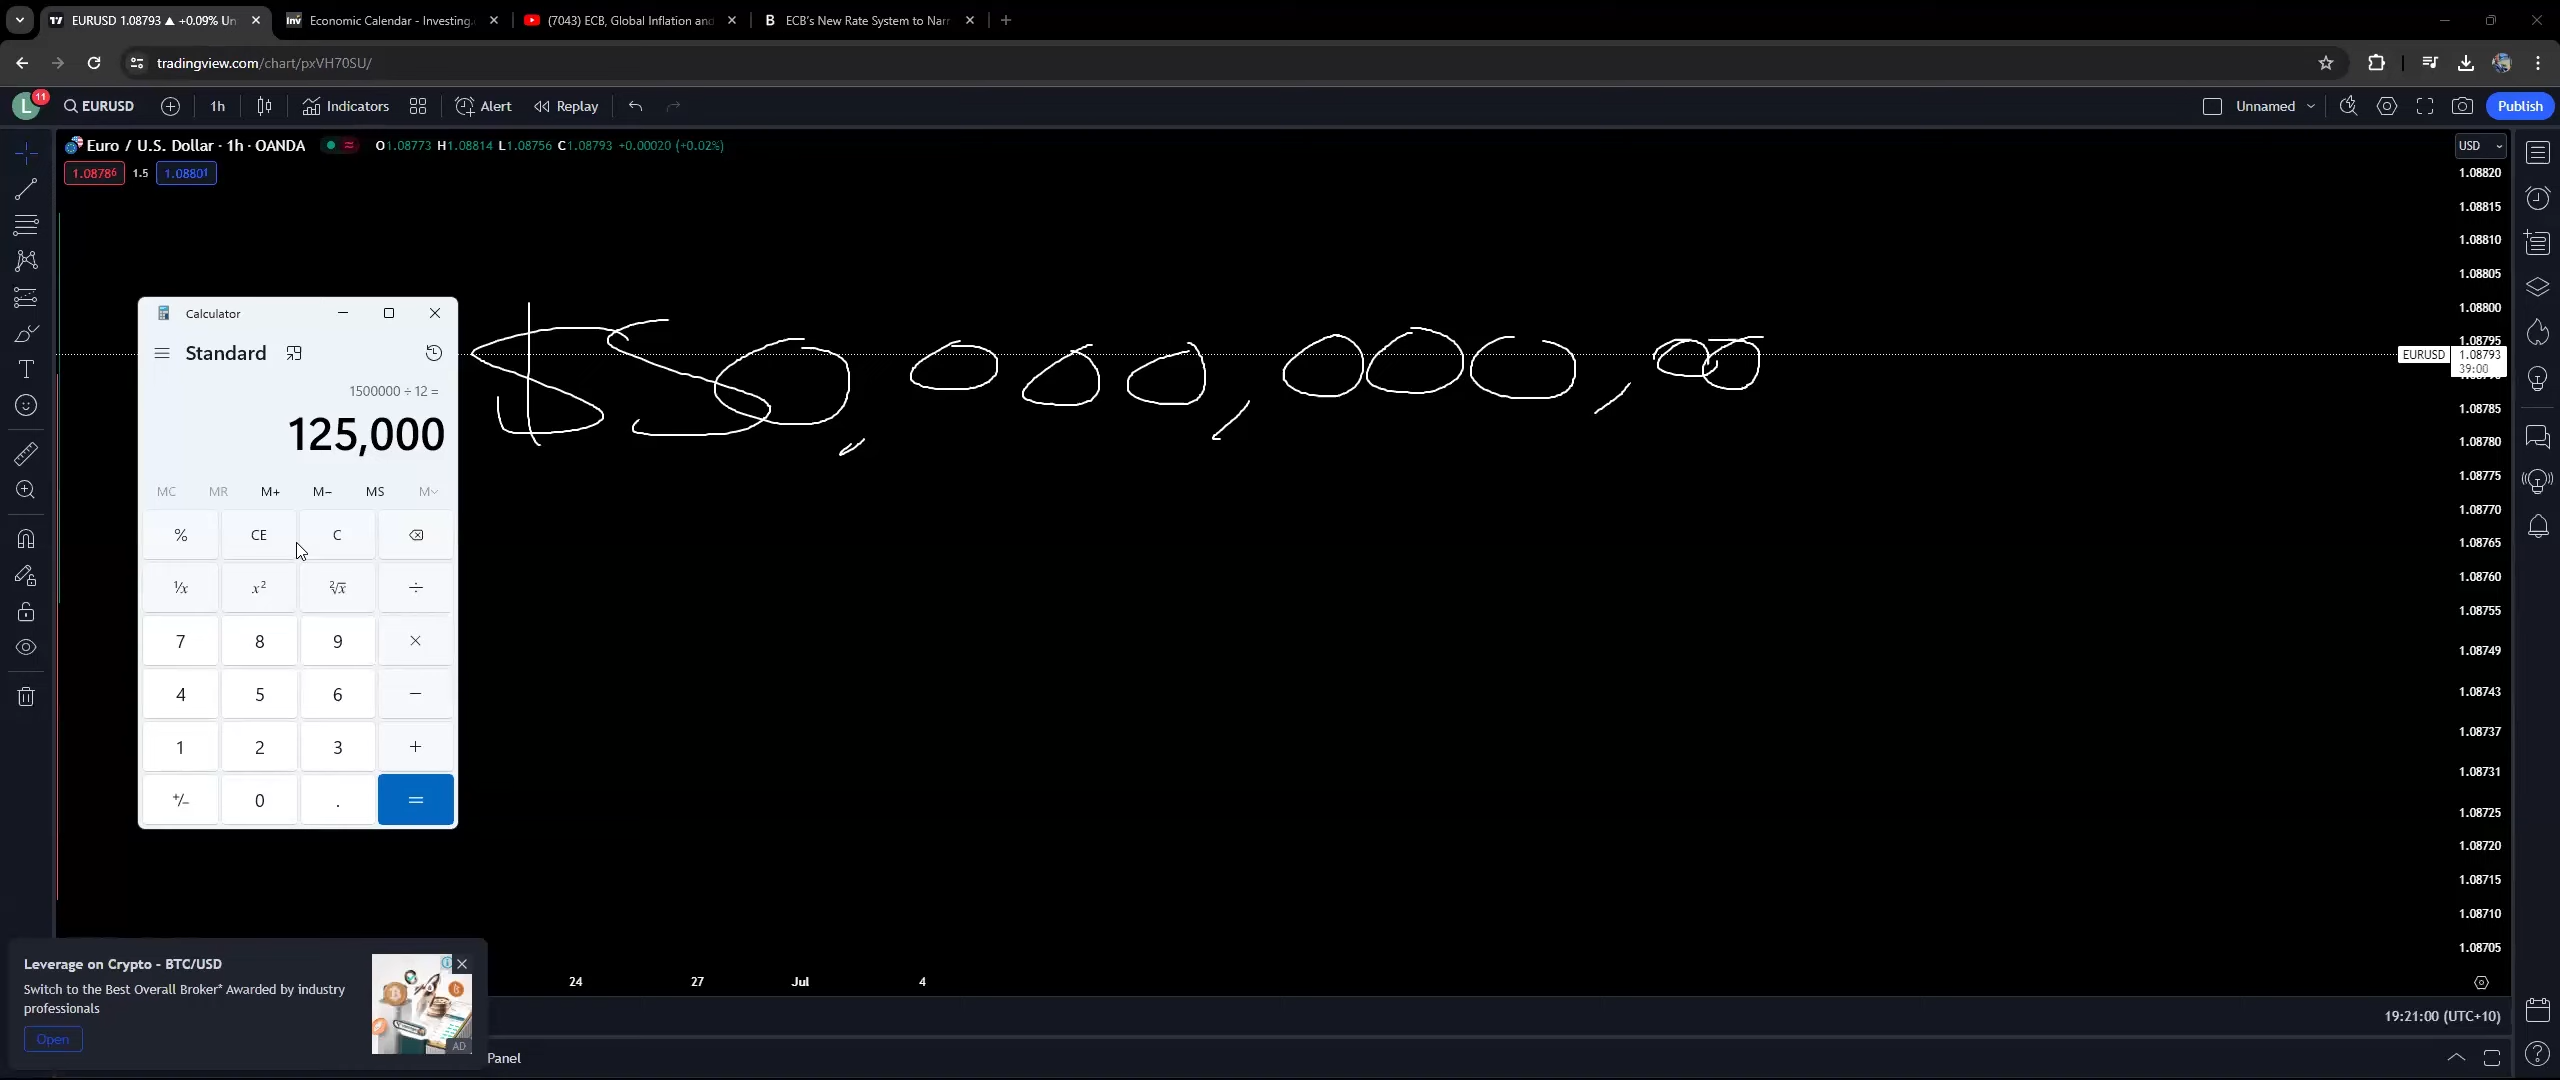 EURUSD 1.08793 ▲ +0.09% Un
Economic Calendar - Investing.
(7043) ECB, Global Inflation and
ECB's New Rate System to Narr
tradingview.com/chart/pxVH70SU/
L 11 EURUSD 1h Indicators Alert Replay Unnamed Publish
Euro / U.S. Dollar · 1h · OANDA O1.08773 H1.08814 L1.08756 C1.08793 +0.00020 (+0.02%) USD
1.08786 1.5 1.08801
1.08820
1.08815
1.08810
1.08805
1.08800
1.08795
EURUSD 1.08793
39:00
1.08785
1.08780
1.08775
1.08770
1.08765
1.08760
1.08755
1.08749
1.08743
1.08737
1.08731
1.08725
1.08720
1.08715
1.08710
1.08705
$50,000,000,00
Calculator
Standard
1500000 ÷ 12 =
125,000
MC MR M+ M− MS M
% CE C
⅟x x² ²√x ÷
7 8 9 ×
4 5 6 −
1 2 3 +
+/− 0 . =
24 27 Jul 4
Leverage on Crypto - BTC/USD
Switch to the Best Overall Broker* Awarded by industry
professionals
Open
AD
19:21:00 (UTC+10)
Panel